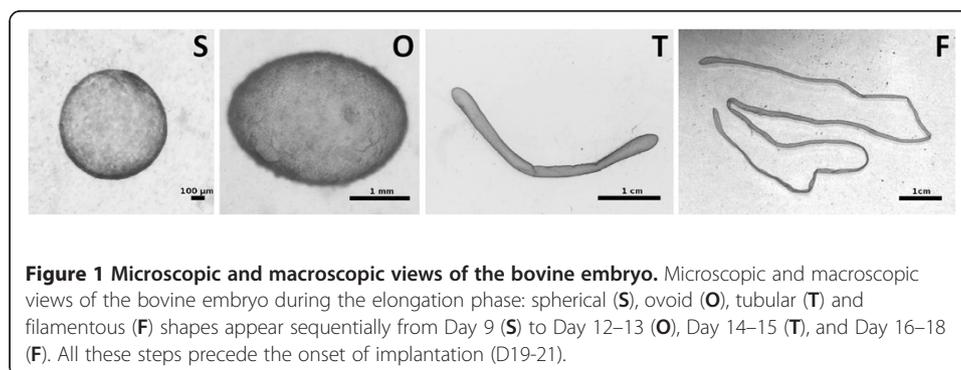 S O T F
100 µm 1 mm 1 cm 1cm
Figure 1 Microscopic and macroscopic views of the bovine embryo. Microscopic and macroscopic
views of the bovine embryo during the elongation phase: spherical (S), ovoid (O), tubular (T) and
filamentous (F) shapes appear sequentially from Day 9 (S) to Day 12–13 (O), Day 14–15 (T), and Day 16–18
(F). All these steps precede the onset of implantation (D19-21).